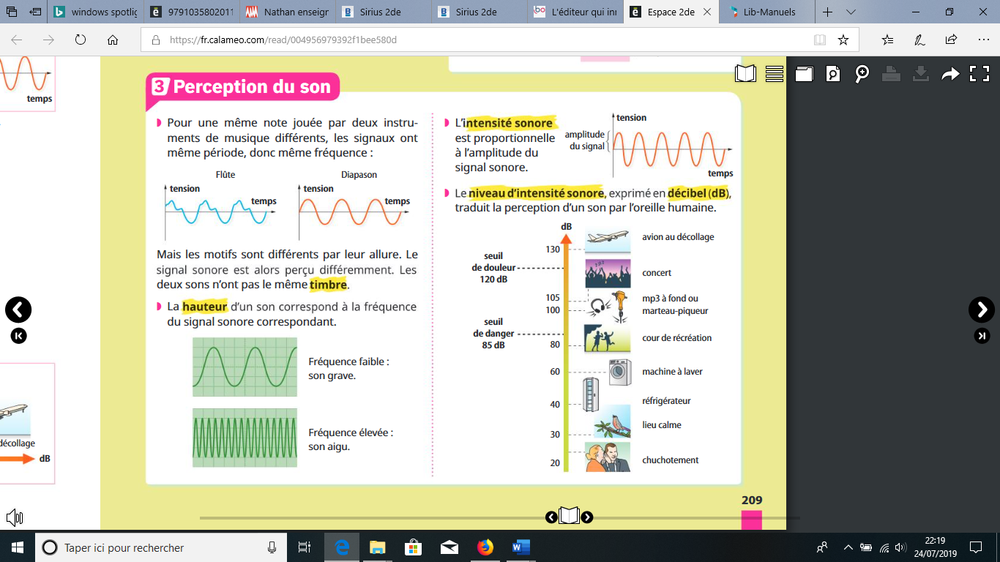 windows spotlig
9791035802011
Nathan enseigr
Sirius 2de
Sirius 2de
L'éditeur qui inr
Espace 2de
Lib-Manuels
https://fr.calameo.com/read/004956979392f1bee580d
temps
décollage
dB
3 Perception du son
Pour une même note jouée par deux instru-
ments de musique différents, les signaux ont
même période, donc même fréquence :
Flûte
Diapason
tension
temps
tension
temps
Mais les motifs sont différents par leur allure. Le
signal sonore est alors perçu différemment. Les
deux sons n'ont pas le même timbre.
La hauteur d'un son correspond à la fréquence
du signal sonore correspondant.
Fréquence faible :
son grave.
Fréquence élevée :
son aigu.
L'intensité sonore
est proportionnelle
à l'amplitude du
signal sonore.
tension
amplitude
du signal
temps
Le niveau d'intensité sonore, exprimé en décibel (dB),
traduit la perception d'un son par l'oreille humaine.
dB
130
avion au décollage
seuil
de douleur
120 dB
concert
105
100
mp3 à fond ou
marteau-piqueur
seuil
de danger
85 dB
80
cour de récréation
60
machine à laver
40
réfrigérateur
30
lieu calme
20
chuchotement
209
Taper ici pour rechercher
22:19
24/07/2019